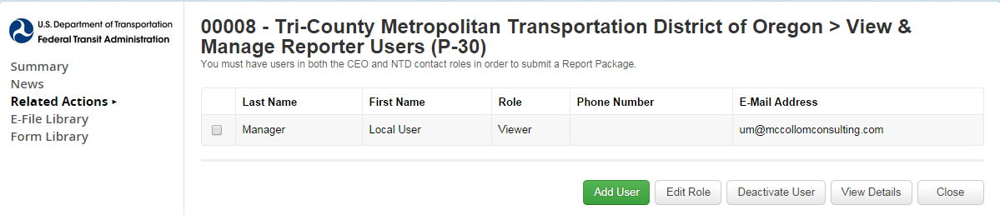 U.S. Department of Transportation
Federal Transit Administration
Summary
News
Related Actions ▸
E-File Library
Form Library
00008 - Tri-County Metropolitan Transportation District of Oregon > View &
Manage Reporter Users (P-30)
You must have users in both the CEO and NTD contact roles in order to submit a Report Package.
Last Name First Name Role Phone Number E-Mail Address
Manager Local User Viewer um@mccollomconsulting.com
Add User Edit Role Deactivate User View Details Close